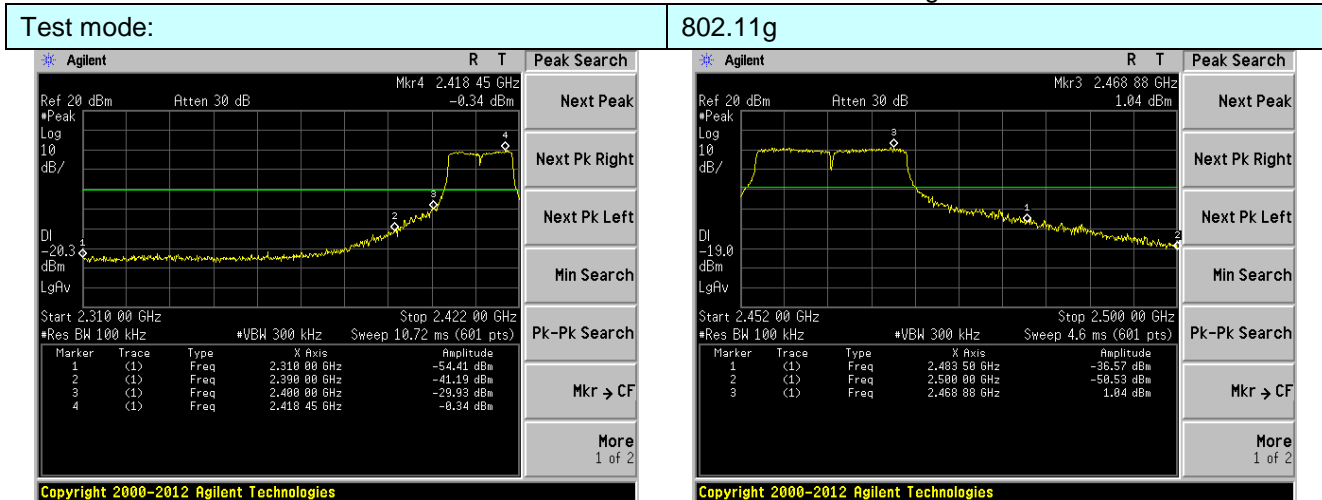 Test mode: 802.11g
Agilent R T Peak Search
Mkr4 2.418 45 GHz
Ref 20 dBm Atten 30 dB -0.34 dBm
#Peak
Log
10
dB/
4
3
2
1
DI
-20.3
dBm
LgAv
Start 2.310 00 GHz Stop 2.422 00 GHz
#Res BW 100 kHz #VBW 300 kHz Sweep 10.72 ms (601 pts)
Marker Trace Type X Axis Amplitude
1 (1) Freq 2.310 00 GHz -54.41 dBm
2 (1) Freq 2.390 00 GHz -41.19 dBm
3 (1) Freq 2.400 00 GHz -29.93 dBm
4 (1) Freq 2.418 45 GHz -0.34 dBm
Next Peak
Next Pk Right
Next Pk Left
Min Search
Pk-Pk Search
Mkr → CF
More
1 of 2
Copyright 2000-2012 Agilent Technologies
Agilent R T Peak Search
Mkr3 2.468 88 GHz
Ref 20 dBm Atten 30 dB 1.04 dBm
#Peak
Log
10
dB/
3
1
2
DI
-19.0
dBm
LgAv
Start 2.452 00 GHz Stop 2.500 00 GHz
#Res BW 100 kHz #VBW 300 kHz Sweep 4.6 ms (601 pts)
Marker Trace Type X Axis Amplitude
1 (1) Freq 2.483 50 GHz -36.57 dBm
2 (1) Freq 2.500 00 GHz -50.53 dBm
3 (1) Freq 2.468 88 GHz 1.04 dBm
Next Peak
Next Pk Right
Next Pk Left
Min Search
Pk-Pk Search
Mkr → CF
More
1 of 2
Copyright 2000-2012 Agilent Technologies